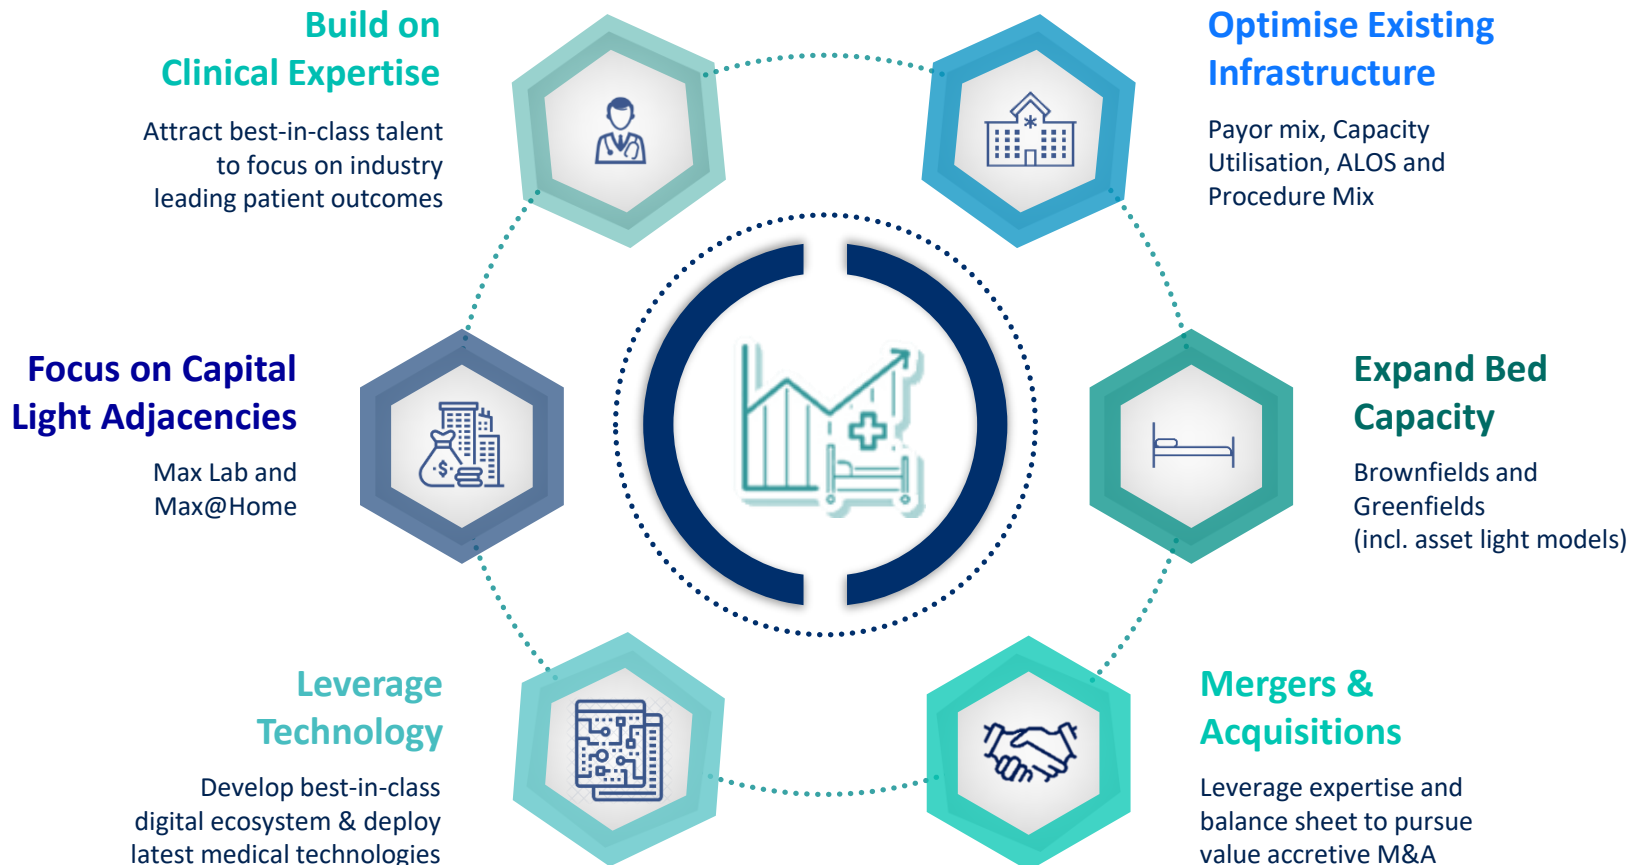 Build on
Clinical Expertise
Attract best-in-class talent
to focus on industry
leading patient outcomes
Optimise Existing
Infrastructure
Payor mix, Capacity
Utilisation, ALOS and
Procedure Mix
Focus on Capital
Light Adjacencies
Max Lab and
Max@Home
$
Expand Bed
Capacity
Brownfields and
Greenfields
(incl. asset light models)
Leverage
Technology
Develop best-in-class
digital ecosystem & deploy
latest medical technologies
Mergers &
Acquisitions
Leverage expertise and
balance sheet to pursue
value accretive M&A